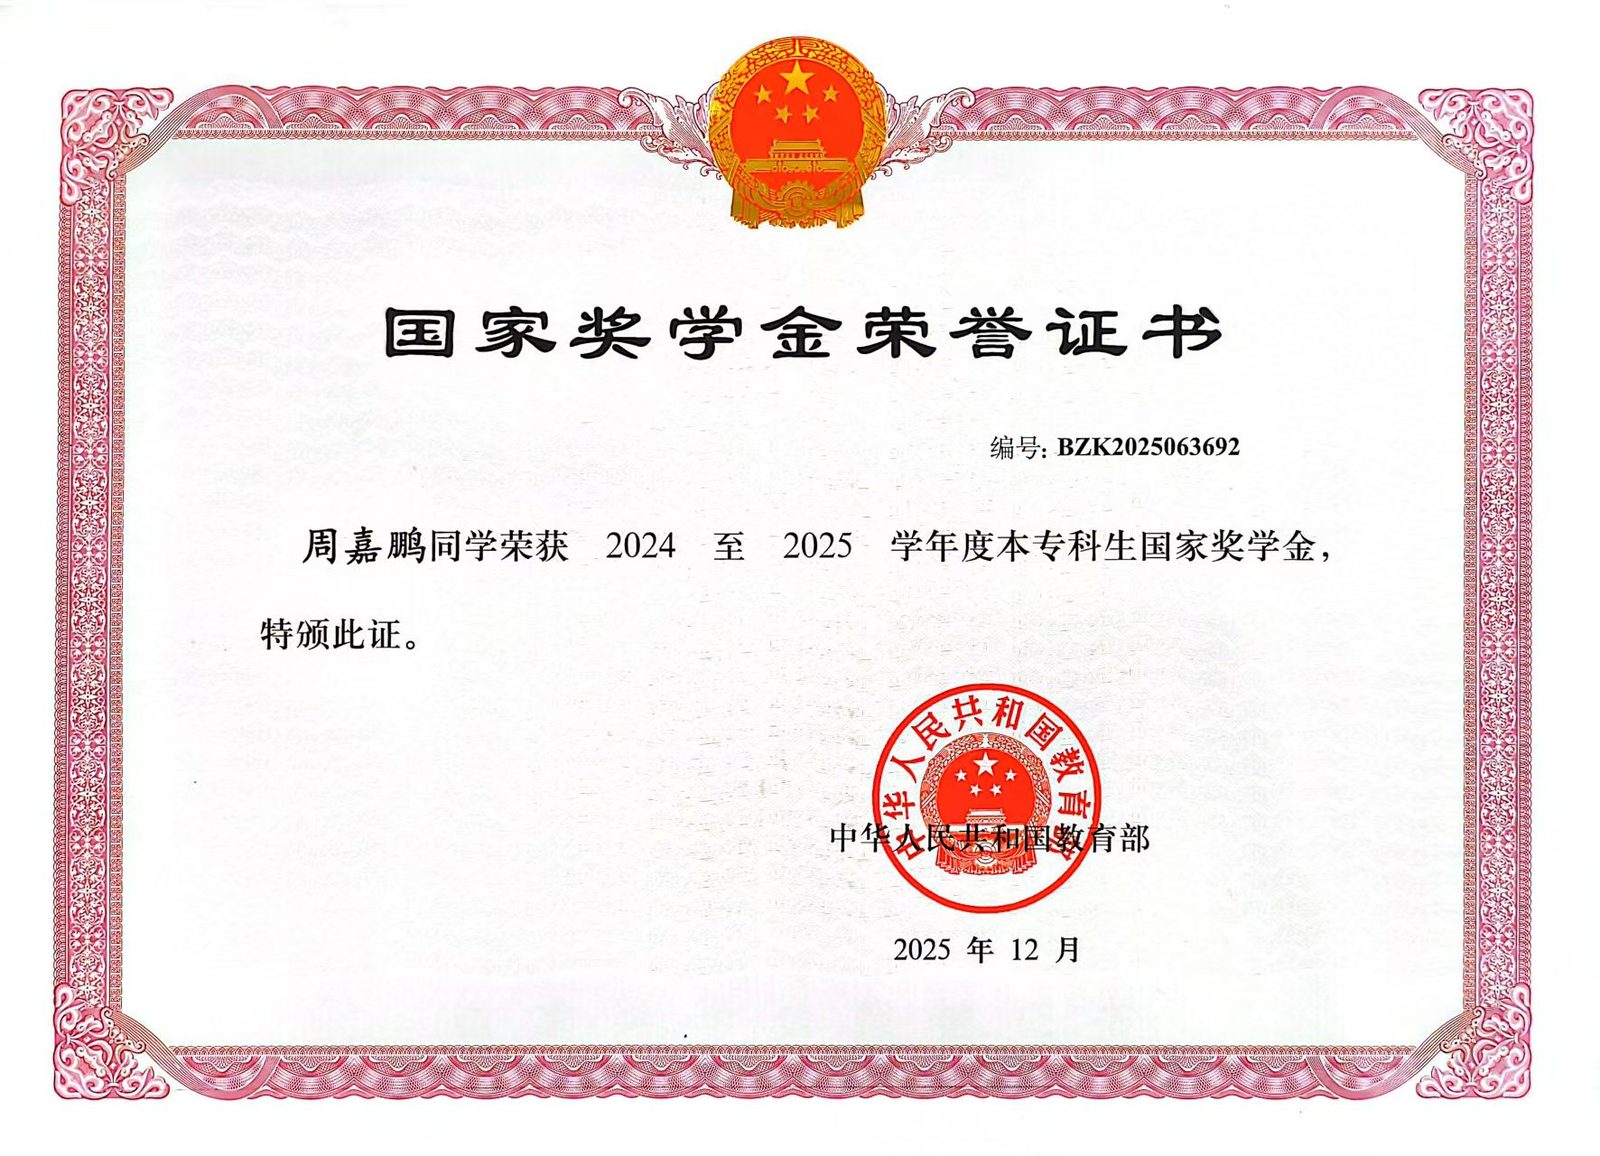 国家奖学金荣誉证书
编号: BZK2025063692
周嘉鹏同学荣获 2024 至 2025 学年度本专科生国家奖学金，
特颁此证。
中华人民共和国教育部
中华人民共和国教育部
2025 年 12 月